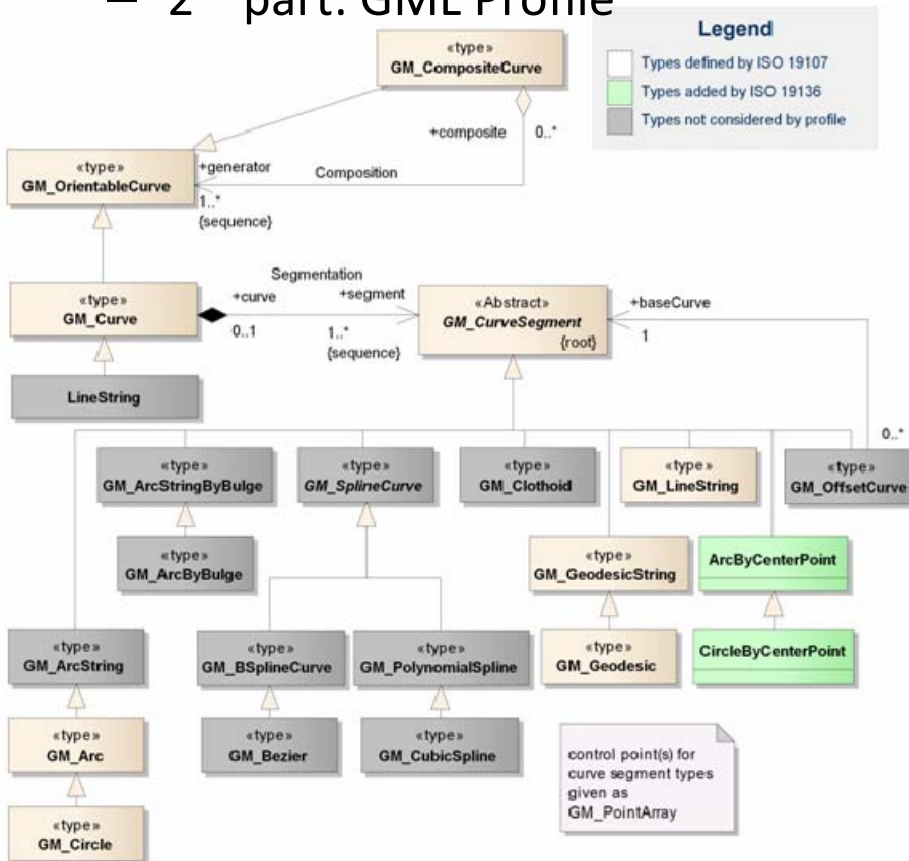 – 2 part: GML Profile
Legend
Types defined by ISO 19107
Types added by ISO 19136
Types not considered by profile
«type»
GM_CompositeCurve
+composite 0..*
«type»
GM_OrientableCurve
+generator
Composition
1..*
{sequence}
«type»
GM_Curve
Segmentation
+curve
+segment
0..1
1..*
{sequence}
«Abstract»
GM_CurveSegment
{root}
+baseCurve
1
LineString
0..*
«type»
GM_ArcStringByBulge
«type»
GM_SplineCurve
«type»
GM_Clothoid
«type»
GM_LineString
«type»
GM_OffsetCurve
«type»
GM_ArcByBulge
«type»
GM_GeodesicString
ArcByCenterPoint
«type»
GM_ArcString
«type»
GM_BSplineCurve
«type»
GM_PolynomialSpline
«type»
GM_Geodesic
CircleByCenterPoint
«type»
GM_Arc
«type»
GM_Bezier
«type»
GM_CubicSpline
control point(s) for
curve segment types
given as
GM_PointArray
«type»
GM_Circle